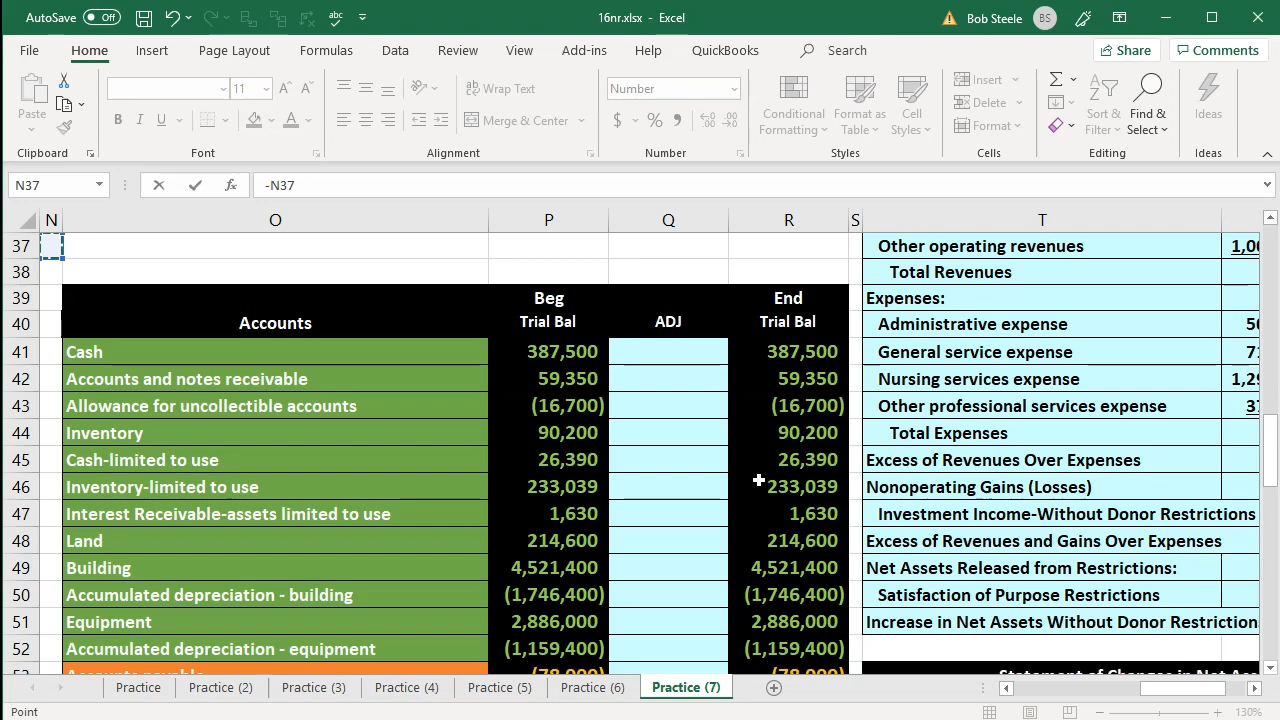 AutoSave Off 16nr.xlsx - Excel Bob Steele BS
File Home Insert Page Layout Formulas Data Review View Add-ins Help QuickBooks Search Share Comments
Paste 11 ab Wrap Text Number Conditional Formatting Format as Table Cell Styles Insert Delete Format Sort & Filter Find & Select Ideas
B I U Merge & Center $ %
Clipboard Font Alignment Number Styles Cells Editing Ideas
N37 fx -N37
N O P Q R S T
37 Other operating revenues
38 Total Revenues
39 Beg End Expenses:
40 Accounts Trial Bal ADJ Trial Bal Administrative expense
41 Cash 387,500 387,500 General service expense
42 Accounts and notes receivable 59,350 59,350 Nursing services expense
43 Allowance for uncollectible accounts (16,700) (16,700) Other professional services expense
44 Inventory 90,200 90,200 Total Expenses
45 Cash-limited to use 26,390 26,390 Excess of Revenues Over Expenses
46 Inventory-limited to use 233,039 233,039 Nonoperating Gains (Losses)
47 Interest Receivable-assets limited to use 1,630 1,630 Investment Income-Without Donor Restrictions
48 Land 214,600 214,600 Excess of Revenues and Gains Over Expenses
49 Building 4,521,400 4,521,400 Net Assets Released from Restrictions:
50 Accumulated depreciation - building (1,746,400) (1,746,400) Satisfaction of Purpose Restrictions
51 Equipment 2,886,000 2,886,000 Increase in Net Assets Without Donor Restriction
52 Accumulated depreciation - equipment (1,159,400) (1,159,400)
Accounts payable (78,000) (78,000) Statement of Changes in Net
Practice Practice (2) Practice (3) Practice (4) Practice (5) Practice (6) Practice (7)
Point 130%